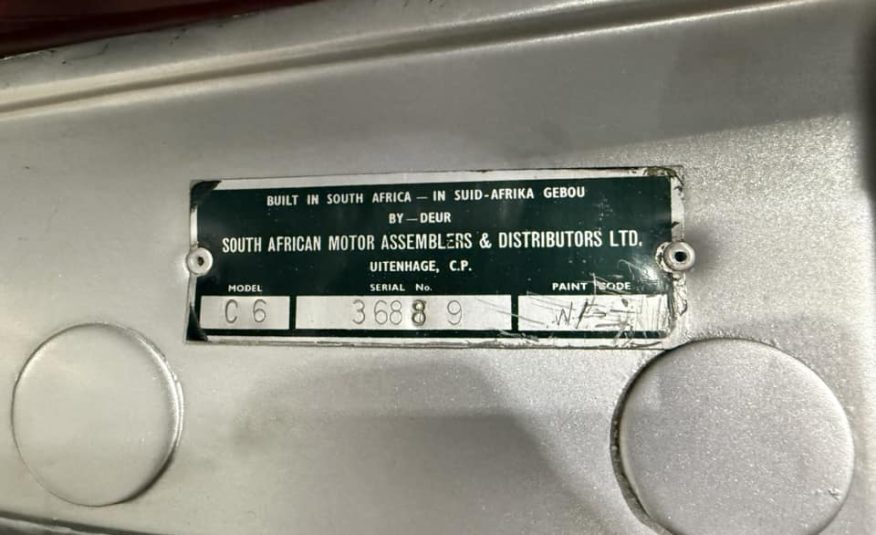 BUILT IN SOUTH AFRICA — IN SUID-AFRIKA GEBOU
BY — DEUR
SOUTH AFRICAN MOTOR ASSEMBLERS & DISTRIBUTORS LTD.
UITENHAGE, C.P.
MODEL SERIAL No. PAINT CODE
C6 36889